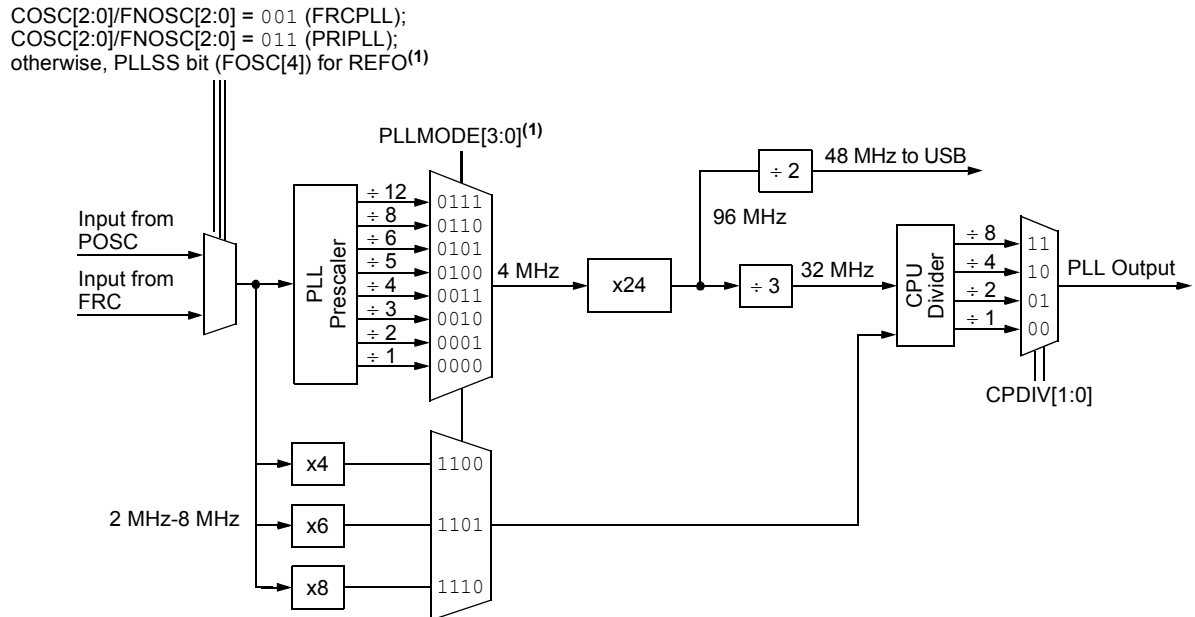 COSC[2:0]/FNOSC[2:0] = 001 (FRCPLL);
COSC[2:0]/FNOSC[2:0] = 011 (PRIPLL);
otherwise, PLLSS bit (FOSC[4]) for REFO(1)
PLLMODE[3:0](1)
Input from
POSC
Input from
FRC
PLL
Prescaler
÷ 12
÷ 8
÷ 6
÷ 5
÷ 4
÷ 3
÷ 2
÷ 1
0111
0110
0101
0100
0011
0010
0001
0000
4 MHz
x24
96 MHz
÷ 2
48 MHz to USB
÷ 3
32 MHz
CPU
Divider
÷ 8
÷ 4
÷ 2
÷ 1
11
10
01
00
PLL Output
CPDIV[1:0]
2 MHz-8 MHz
x4
x6
x8
1100
1101
1110